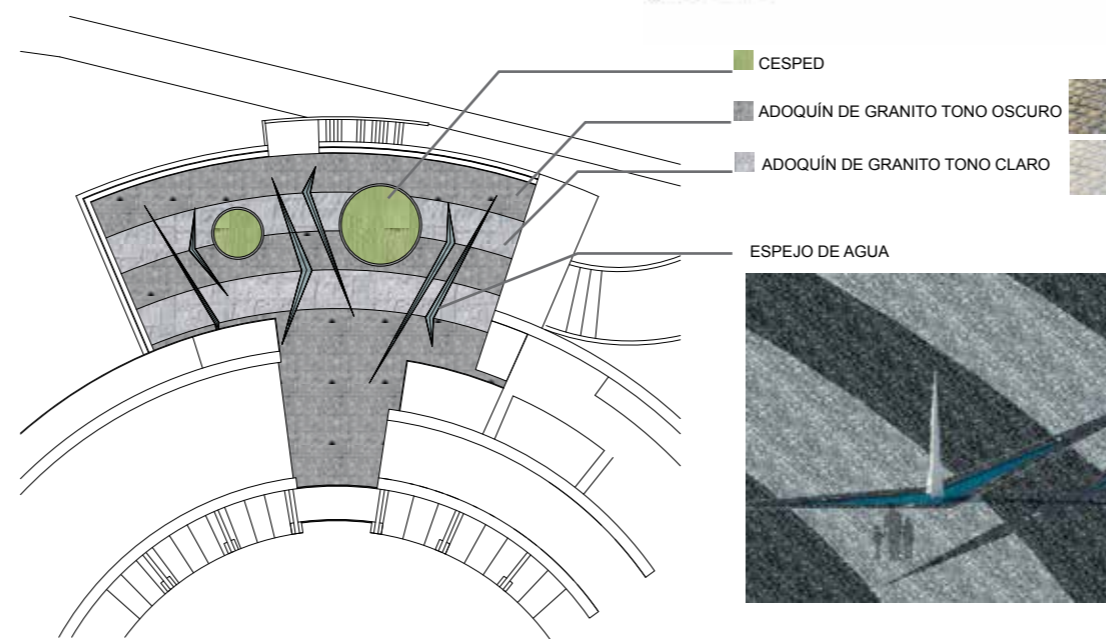 CESPED
ADOQUÍN DE GRANITO TONO OSCURO
ADOQUÍN DE GRANITO TONO CLARO
ESPEJO DE AGUA